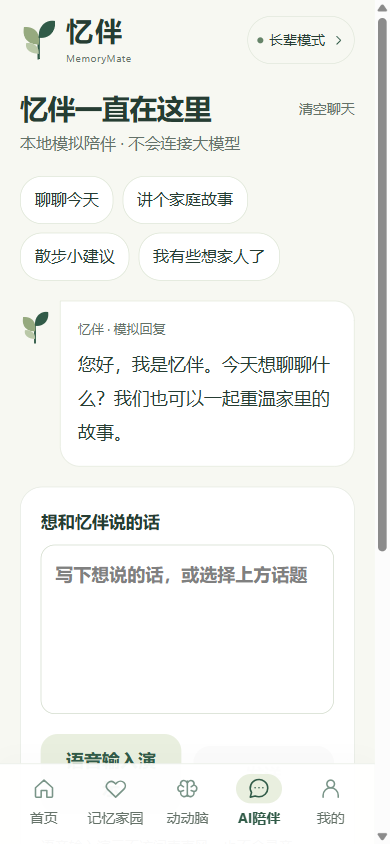 忆伴
MemoryMate
长辈模式
忆伴一直在这里
清空聊天
本地模拟陪伴 · 不会连接大模型
聊聊今天
讲个家庭故事
散步小建议
我有些想家人了
忆伴 · 模拟回复
您好，我是忆伴。今天想聊聊什
么？我们也可以一起重温家里的
故事。
想和忆伴说的话
写下想说的话，或选择上方话题
语音输入演
首页
记忆家园
动动脑
AI陪伴
我的